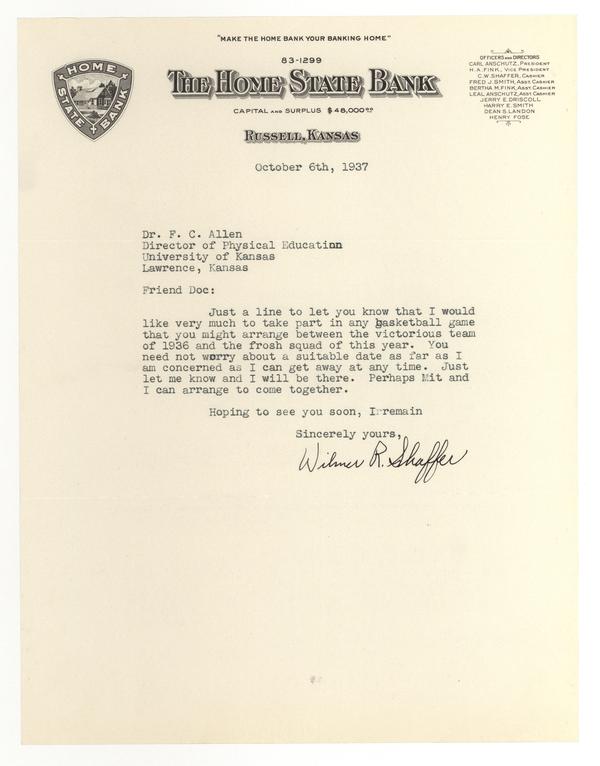 "MAKE THE HOME BANK YOUR BANKING HOME"
83-1299
THE HOME STATE BANK
CAPITAL AND SURPLUS $48,000.00
RUSSELL, KANSAS
HOME STATE BANK
OFFICERS AND DIRECTORS
CARL ANSCHUTZ, PRESIDENT
H. A. FINK, VICE PRESIDENT
C. W. SHAFFER, CASHIER
FRED J. SMITH, ASST. CASHIER
BERTHA M. FINK, ASST. CASHIER
LEAL ANSCHUTZ, ASST. CASHIER
JERRY E. DRISCOLL
HARRY E. SMITH
DEAN S. LANDON
HENRY FOSE
October 6th, 1937
Dr. F. C. Allen
Director of Physical Educatinn
University of Kansas
Lawrence, Kansas
Friend Doc:
Just a line to let you know that I would
like very much to take part in any basketball game
that you might arrange between the victorious team
of 1936 and the frosh squad of this year. You
need not worry about a suitable date as far as I
am concerned as I can get away at any time. Just
let me know and I will be there. Perhaps Mit and
I can arrange to come together.
Hoping to see you soon, I remain
Sincerely yours,
Wilmer R. Shaffer